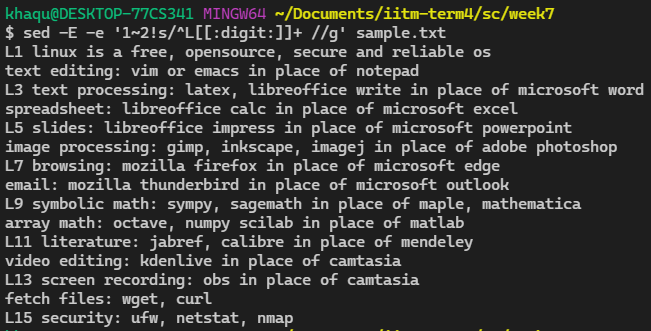 khaqu@DESKTOP-77CS341 MINGW64 ~/Documents/iitm-term4/sc/week7
$ sed -E -e '1~2!s/^L[[:digit:]]+ //g' sample.txt
L1 linux is a free, opensource, secure and reliable os
text editing: vim or emacs in place of notepad
L3 text processing: latex, libreoffice write in place of microsoft word
spreadsheet: libreoffice calc in place of microsoft excel
L5 slides: libreoffice impress in place of microsoft powerpoint
image processing: gimp, inkscape, imagej in place of adobe photoshop
L7 browsing: mozilla firefox in place of microsoft edge
email: mozilla thunderbird in place of microsoft outlook
L9 symbolic math: sympy, sagemath in place of maple, mathematica
array math: octave, numpy scilab in place of matlab
L11 literature: jabref, calibre in place of mendeley
video editing: kdenlive in place of camtasia
L13 screen recording: obs in place of camtasia
fetch files: wget, curl
L15 security: ufw, netstat, nmap